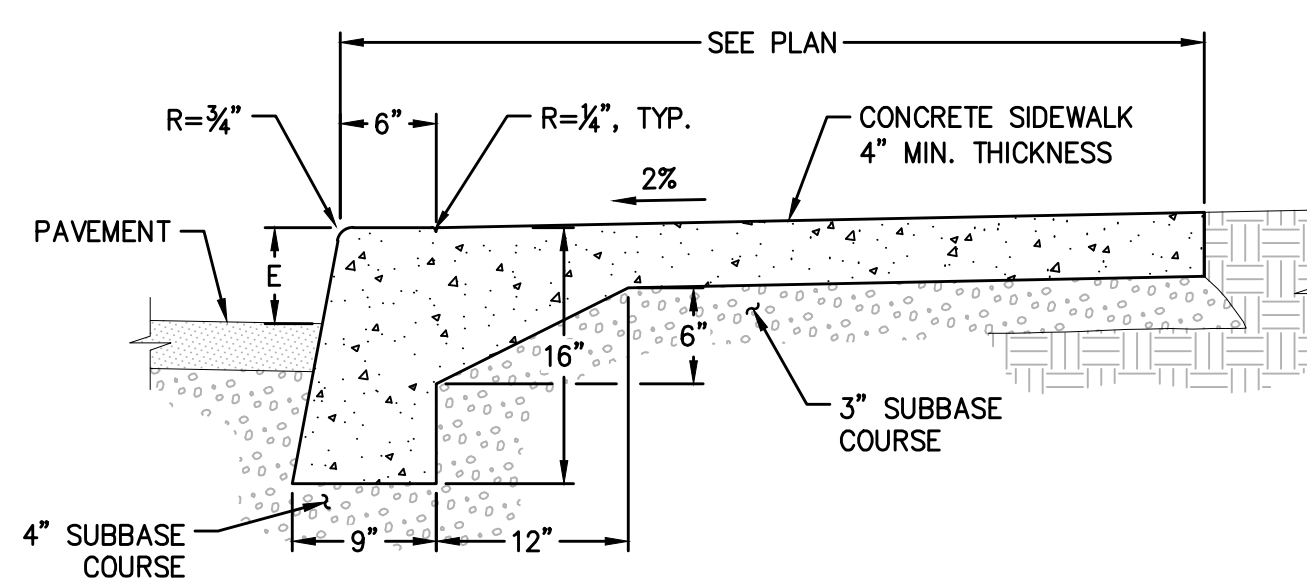 SEE PLAN
R=¾”
6”
R=¼”, TYP.
CONCRETE SIDEWALK
4” MIN. THICKNESS
2%
PAVEMENT
E
16”
6”
3” SUBBASE
COURSE
4” SUBBASE
COURSE
9”
12”